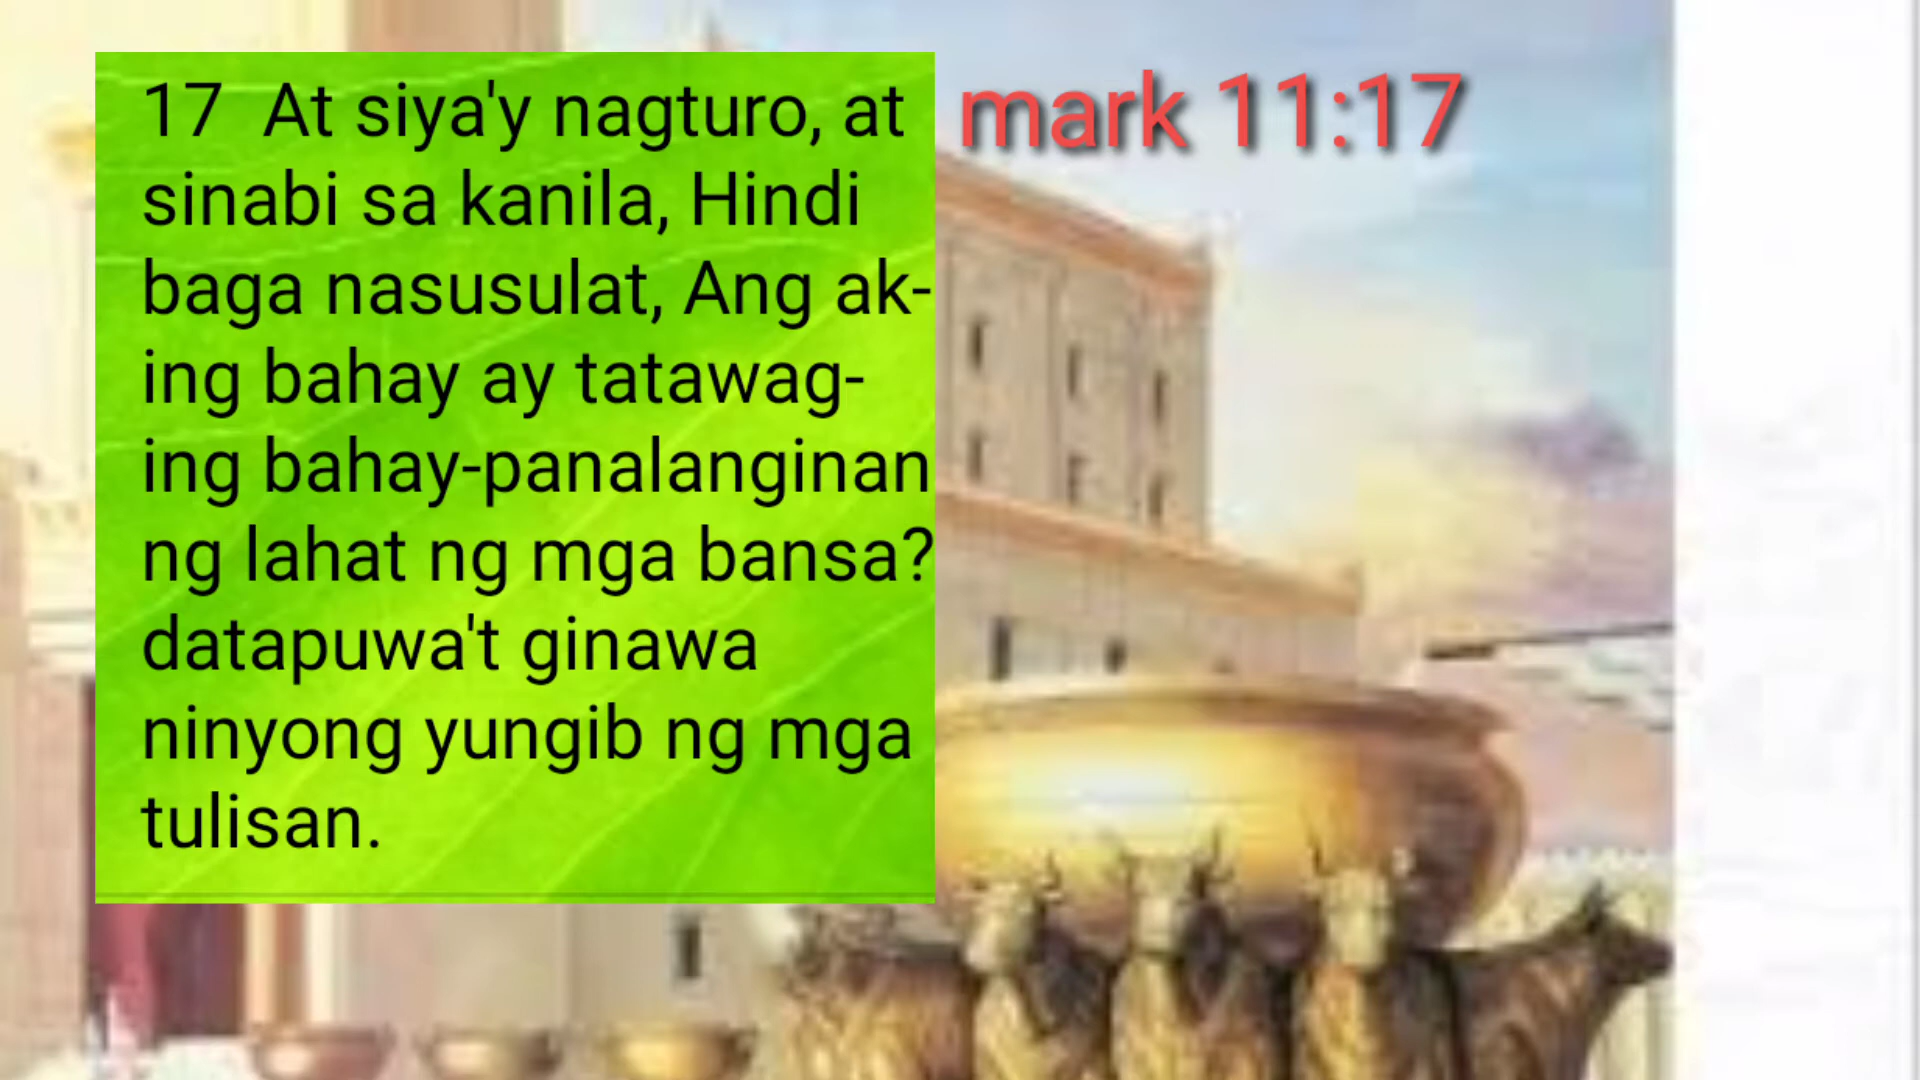 17  At siya'y nagturo, at
sinabi sa kanila, Hindi
baga nasusulat, Ang ak-
ing bahay ay tatawag-
ing bahay-panalanginan
ng lahat ng mga bansa?
datapuwa't ginawa
ninyong yungib ng mga
tulisan.
mark 11:17